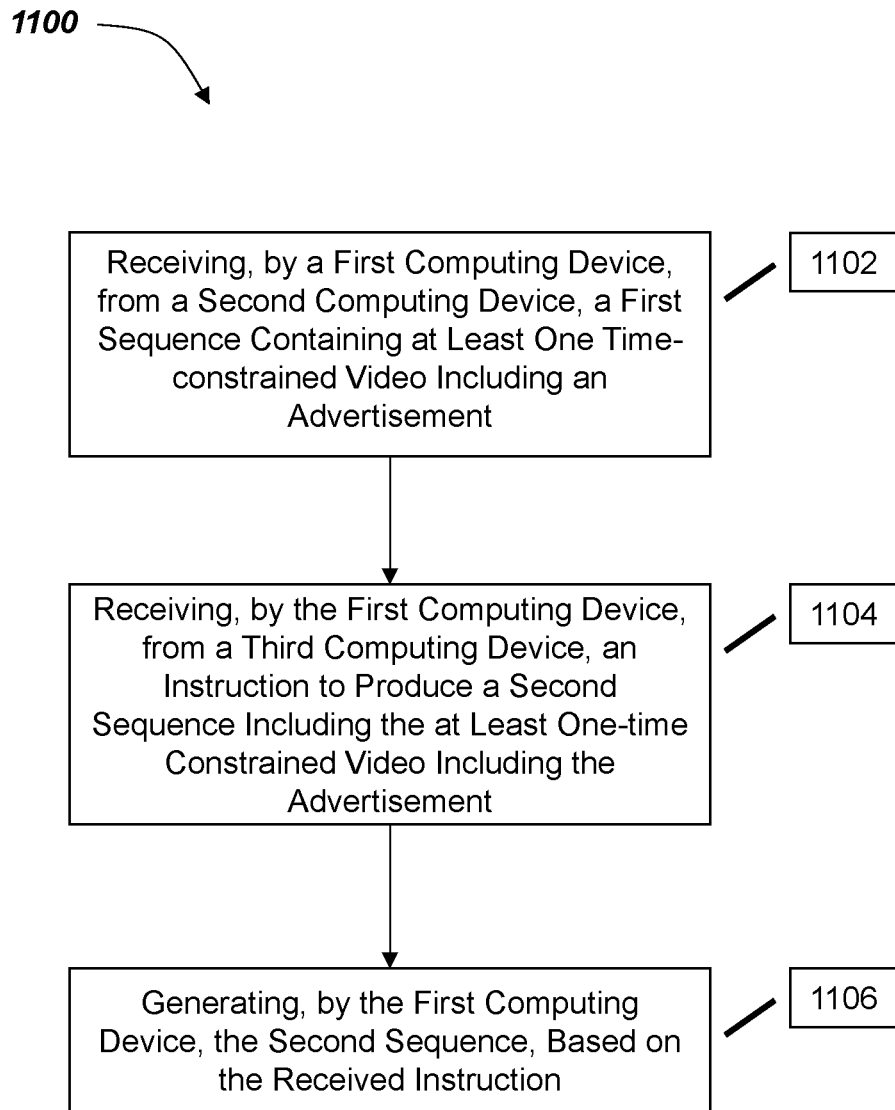 1100
Receiving, by a First Computing Device,
from a Second Computing Device, a First
Sequence Containing at Least One Time-
constrained Video Including an
Advertisement
1102
Receiving, by the First Computing Device,
from a Third Computing Device, an
Instruction to Produce a Second
Sequence Including the at Least One-time
Constrained Video Including the
Advertisement
1104
Generating, by the First Computing
Device, the Second Sequence, Based on
the Received Instruction
1106